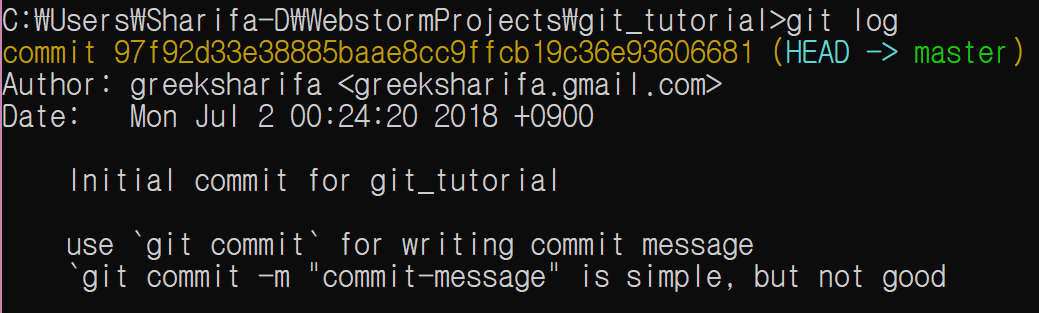 C:₩Users₩Sharifa-D₩WebstormProjects₩git_tutorial>git log
commit 97f92d33e38885baae8cc9ffcb19c36e93606681 (HEAD -> master)
Author: greeksharifa <greeksharifa.gmail.com>
Date:   Mon Jul 2 00:24:20 2018 +0900
Initial commit for git_tutorial
use `git commit` for writing commit message
`git commit -m "commit-message" is simple, but not good